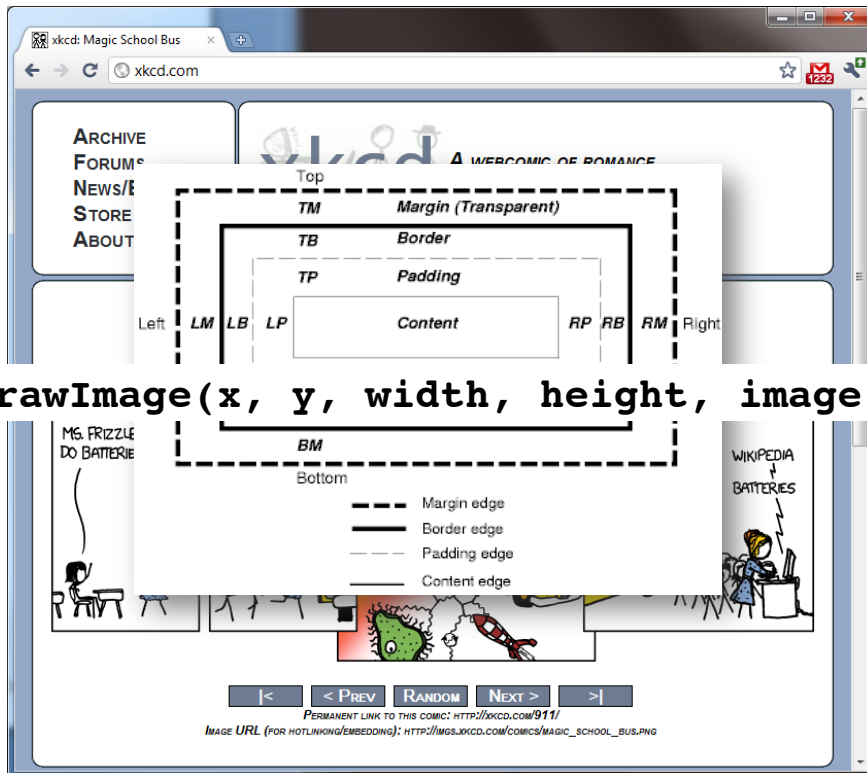 xkcd: Magic School Bus
xkcd.com
1232
ARCHIVE
FORUMS
NEWS/B
STORE
ABOUT
xkcd
A WEBCOMIC OF ROMANCE
Top
TM Margin (Transparent)
TB Border
TP Padding
Left LM LB LP Content RP RB RM Right
rawImage(x, y, width, height, image
MS. FRIZZLE
DO BATTERIE
BM
Bottom
WIKIPEDIA
BATTERIES
Margin edge
Border edge
Padding edge
Content edge
|< < PREV RANDOM NEXT > >|
PERMANENT LINK TO THIS COMIC: HTTP://XKCD.COM/911/
IMAGE URL (FOR HOTLINKING/EMBEDDING): HTTP://IMGS.XKCD.COM/COMICS/MAGIC_SCHOOL_BUS.PNG